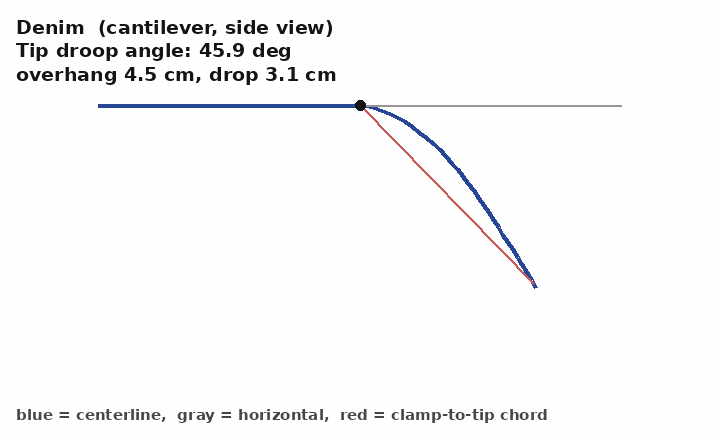 Denim  (cantilever, side view)
Tip droop angle: 45.9 deg
overhang 4.5 cm, drop 3.1 cm
blue = centerline,  gray = horizontal,  red = clamp-to-tip chord